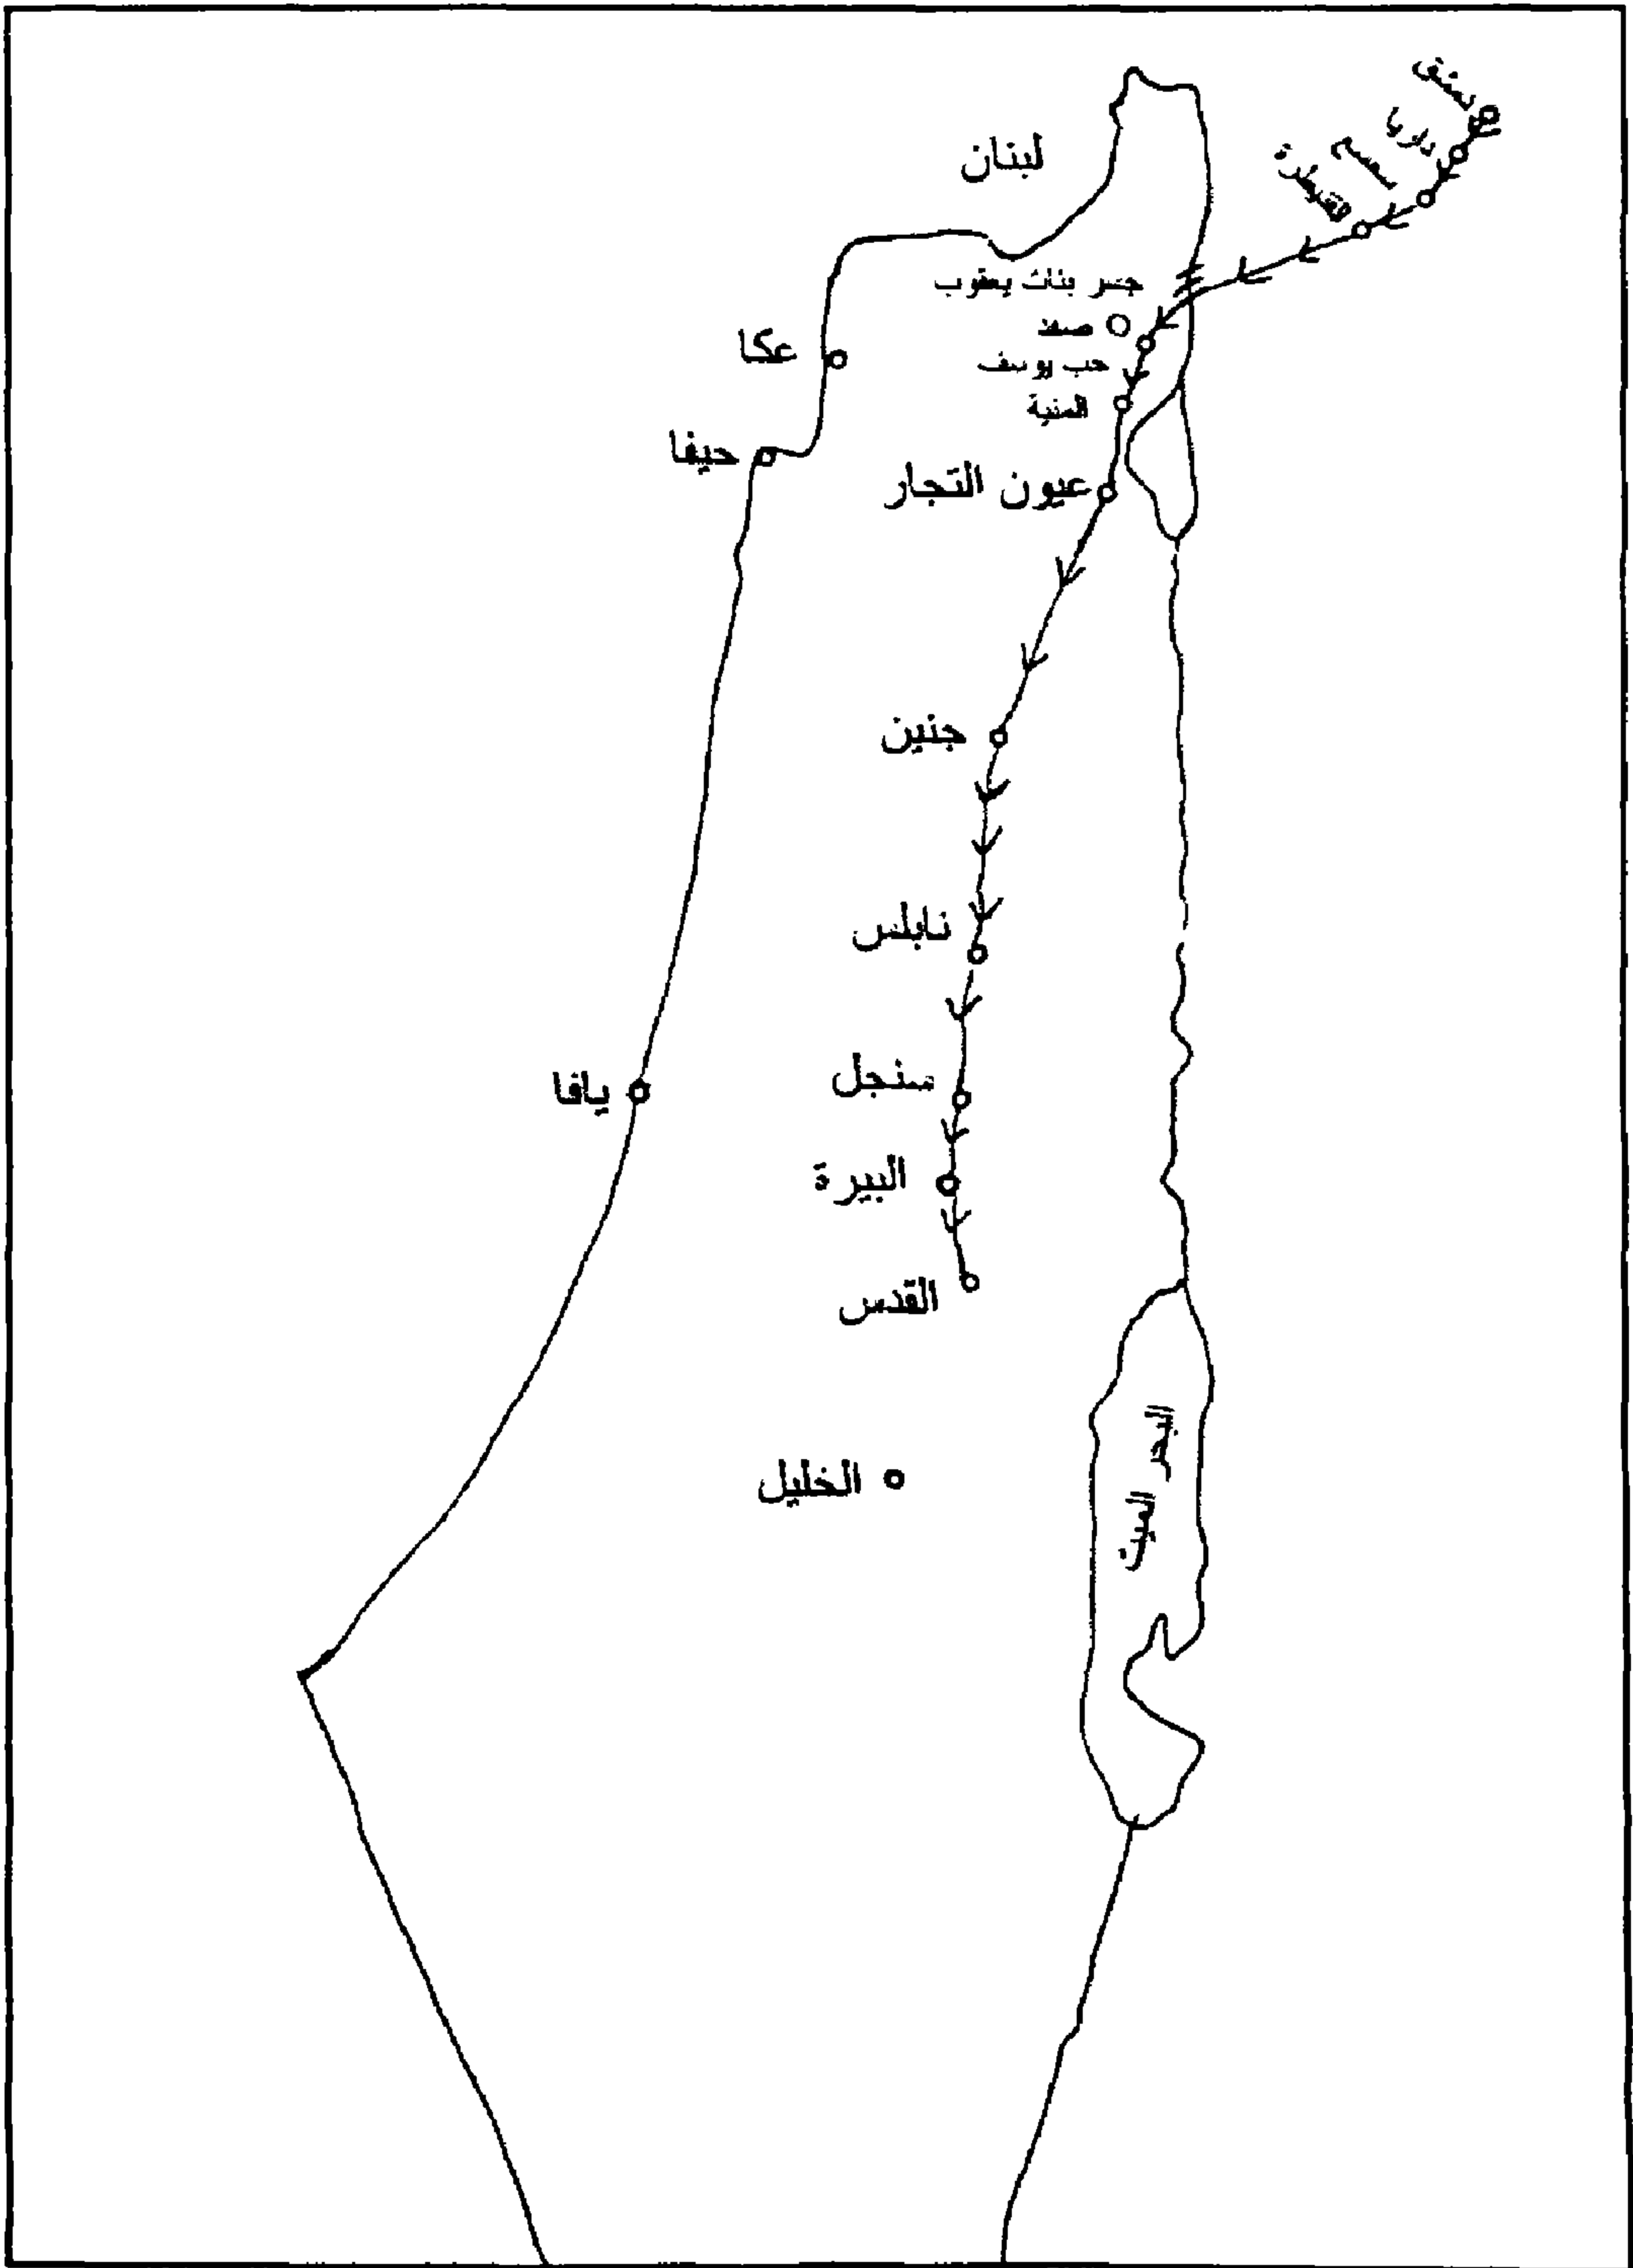 دمشق
داريا
سعسع
القنيطرة
لبنان
جسر بنات يعقوب
صفد
جب يوسف
المنية
عكا
حيفا
عيون التجار
جنين
نابلس
سنجل
يافا
البيرة
القدس
البحر الميت
الخليل